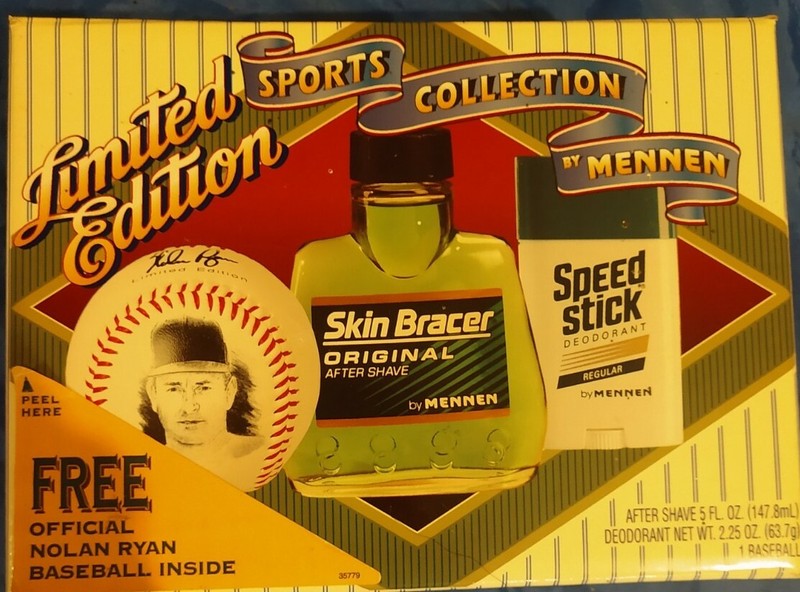 Limited
Edition
SPORTS
COLLECTION
BY MENNEN
Limited Edition
Skin Bracer
ORIGINAL
AFTER SHAVE
by MENNEN
Speed
stick
DEODORANT
REGULAR
by MENNEN
PEEL
HERE
FREE
OFFICIAL
NOLAN RYAN
BASEBALL INSIDE
35779
AFTER SHAVE 5 FL. OZ. (147.8mL)
DEODORANT NET WT. 2.25 OZ. (63.7g)
1 BASEBALL